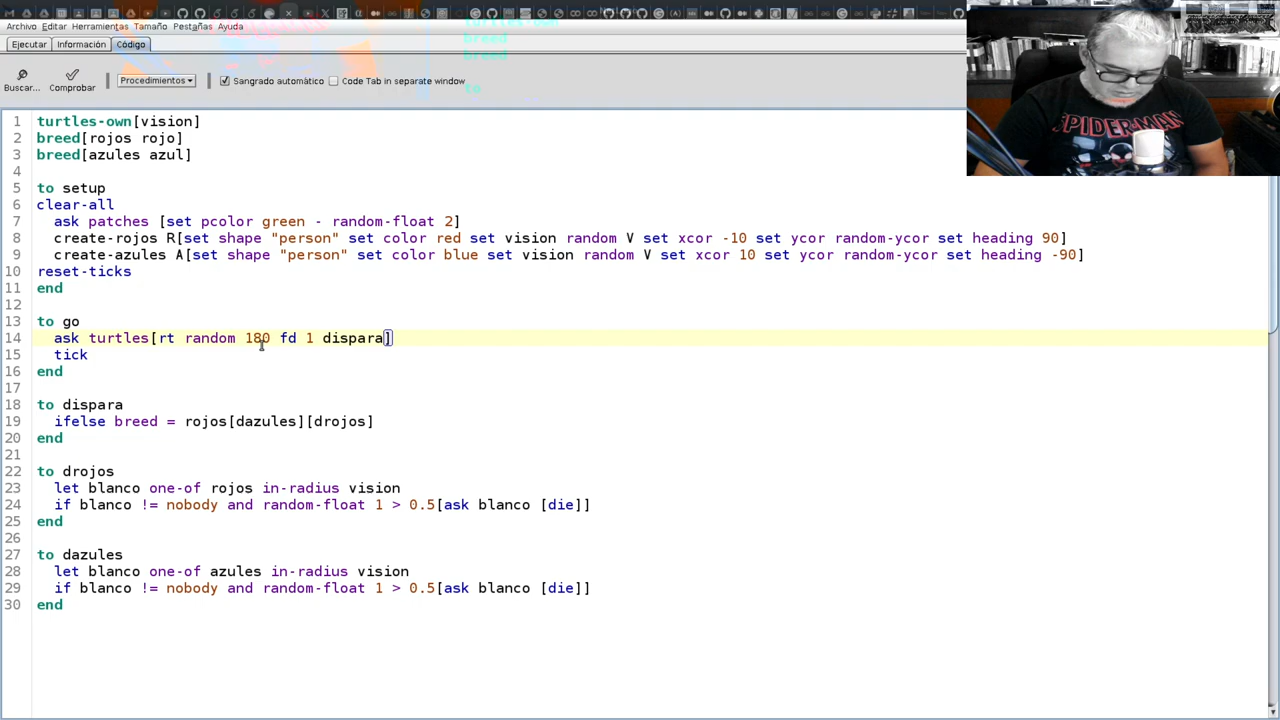 Archivo Editar Herramientas Tamaño Pestañas Ayuda
turtles-own
breed
breed
to
Ejecutar Información Código
Buscar... Comprobar Procedimientos Sangrado automático Code Tab in separate window
SPIDER-MAN
1 turtles-own[vision]
2 breed[rojos rojo]
3 breed[azules azul]
4
5 to setup
6 clear-all
7 ask patches [set pcolor green - random-float 2]
8 create-rojos R[set shape "person" set color red set vision random V set xcor -10 set ycor random-ycor set heading 90]
9 create-azules A[set shape "person" set color blue set vision random V set xcor 10 set ycor random-ycor set heading -90]
10 reset-ticks
11 end
12
13 to go
14 ask turtles[rt random 180 fd 1 dispara]
15 tick
16 end
17
18 to dispara
19 ifelse breed = rojos[dazules][drojos]
20 end
21
22 to drojos
23 let blanco one-of rojos in-radius vision
24 if blanco != nobody and random-float 1 > 0.5[ask blanco [die]]
25 end
26
27 to dazules
28 let blanco one-of azules in-radius vision
29 if blanco != nobody and random-float 1 > 0.5[ask blanco [die]]
30 end